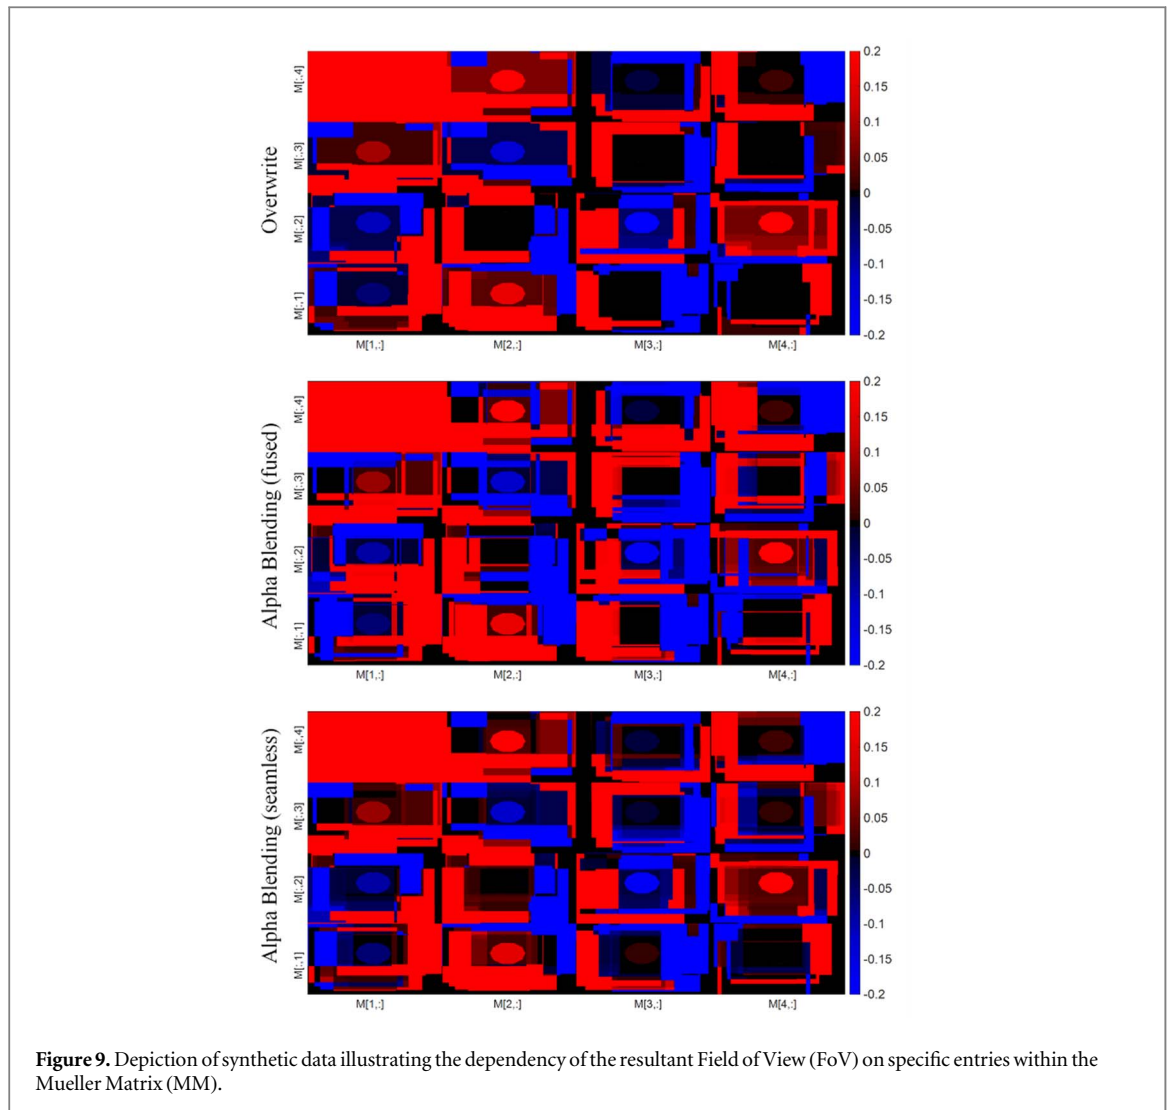 Overwrite
M[:,4]
M[:,3]
M[:,2]
M[:,1]
M[1,:]
M[2,:]
M[3,:]
M[4,:]
0.2
0.15
0.1
0.05
0
-0.05
-0.1
-0.15
-0.2
Alpha Blending (fused)
M[:,4]
M[:,3]
M[:,2]
M[:,1]
M[1,:]
M[2,:]
M[3,:]
M[4,:]
0.2
0.15
0.1
0.05
0
-0.05
-0.1
-0.15
-0.2
Alpha Blending (seamless)
M[:,4]
M[:,3]
M[:,2]
M[:,1]
M[1,:]
M[2,:]
M[3,:]
M[4,:]
0.2
0.15
0.1
0.05
0
-0.05
-0.1
-0.15
-0.2
Figure 9. Depiction of synthetic data illustrating the dependency of the resultant Field of View (FoV) on specific entries within the
Mueller Matrix (MM).